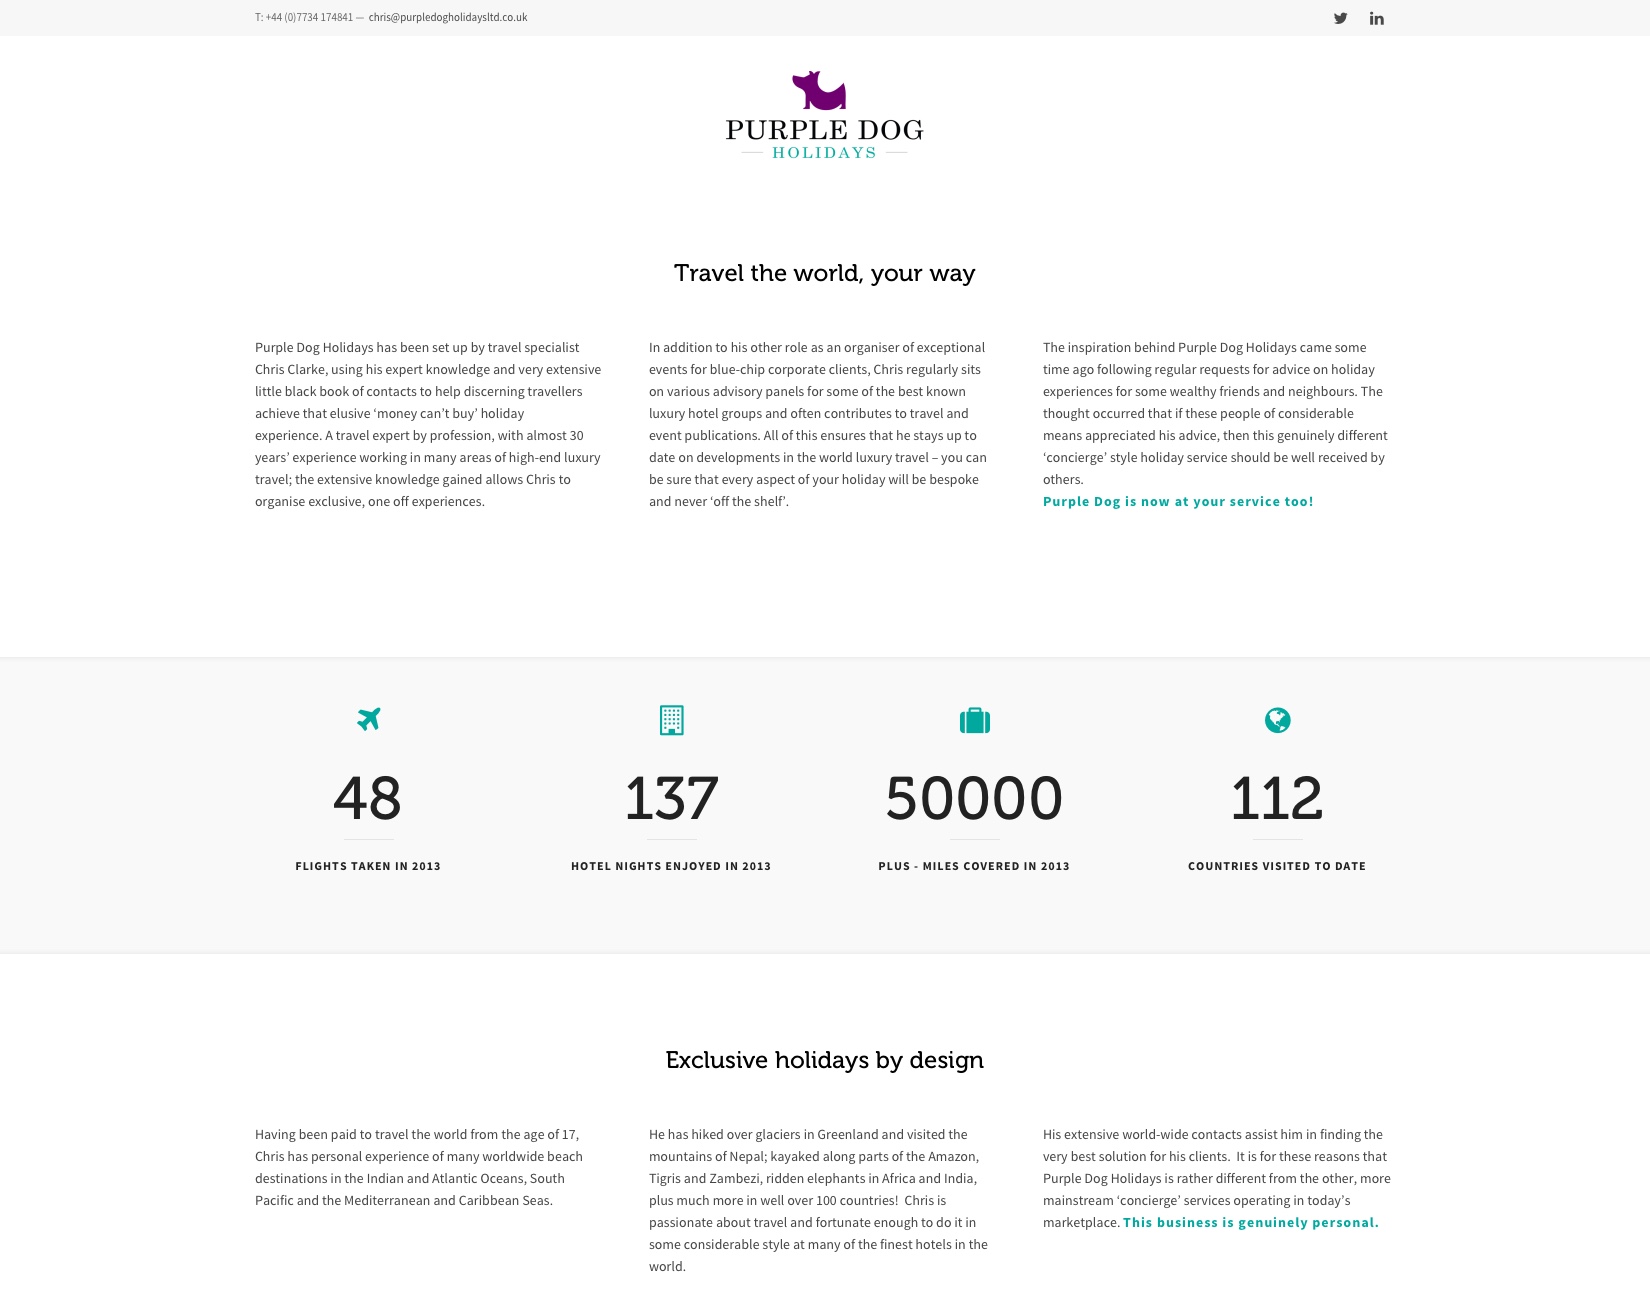 T: +44 (0)7734 174841 — chris@purpledogholidaysltd.co.uk
PURPLE DOG
HOLIDAYS
Travel the world, your way
Purple Dog Holidays has been set up by travel specialist
Chris Clarke, using his expert knowledge and very extensive
little black book of contacts to help discerning travellers
achieve that elusive ‘money can’t buy’ holiday
experience. A travel expert by profession, with almost 30
years’ experience working in many areas of high-end luxury
travel; the extensive knowledge gained allows Chris to
organise exclusive, one off experiences.
In addition to his other role as an organiser of exceptional
events for blue-chip corporate clients, Chris regularly sits
on various advisory panels for some of the best known
luxury hotel groups and often contributes to travel and
event publications. All of this ensures that he stays up to
date on developments in the world luxury travel – you can
be sure that every aspect of your holiday will be bespoke
and never ‘off the shelf’.
The inspiration behind Purple Dog Holidays came some
time ago following regular requests for advice on holiday
experiences for some wealthy friends and neighbours. The
thought occurred that if these people of considerable
means appreciated his advice, then this genuinely different
‘concierge’ style holiday service should be well received by
others.
Purple Dog is now at your service too!
48
FLIGHTS TAKEN IN 2013
137
HOTEL NIGHTS ENJOYED IN 2013
50000
PLUS - MILES COVERED IN 2013
112
COUNTRIES VISITED TO DATE
Exclusive holidays by design
Having been paid to travel the world from the age of 17,
Chris has personal experience of many worldwide beach
destinations in the Indian and Atlantic Oceans, South
Pacific and the Mediterranean and Caribbean Seas.
He has hiked over glaciers in Greenland and visited the
mountains of Nepal; kayaked along parts of the Amazon,
Tigris and Zambezi, ridden elephants in Africa and India,
plus much more in well over 100 countries! Chris is
passionate about travel and fortunate enough to do it in
some considerable style at many of the finest hotels in the
world.
His extensive world-wide contacts assist him in finding the
very best solution for his clients. It is for these reasons that
Purple Dog Holidays is rather different from the other, more
mainstream ‘concierge’ services operating in today’s
marketplace. This business is genuinely personal.